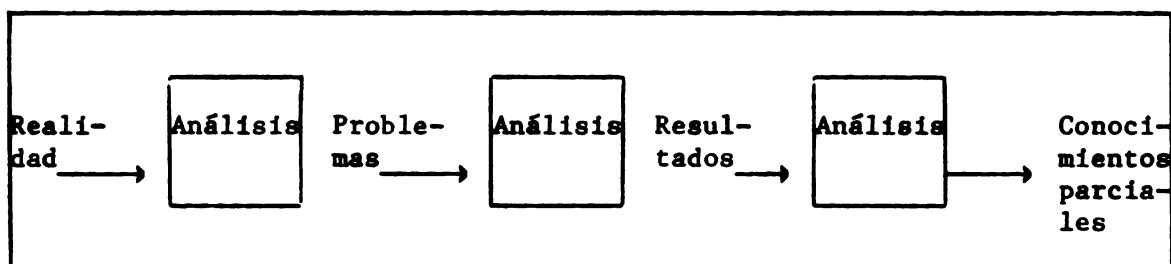 Reali- Análisis Proble- Análisis Resul- Análisis Conoci-
dad mas tados mientos
parcia-
les